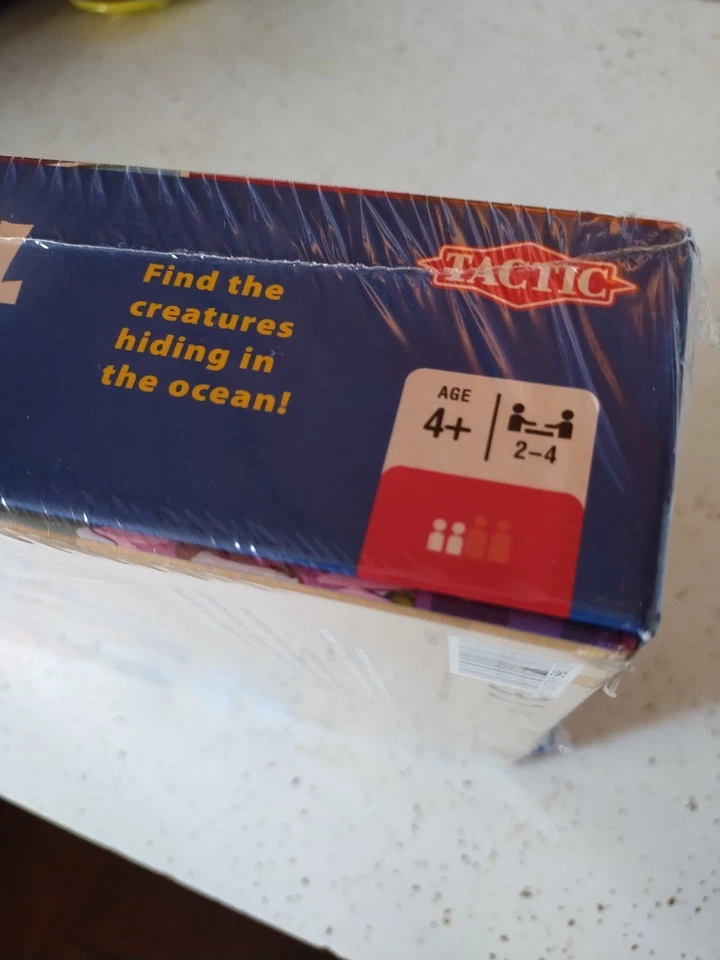 Find the
creatures
hiding in
the ocean!
TACTIC
AGE
4+
2-4